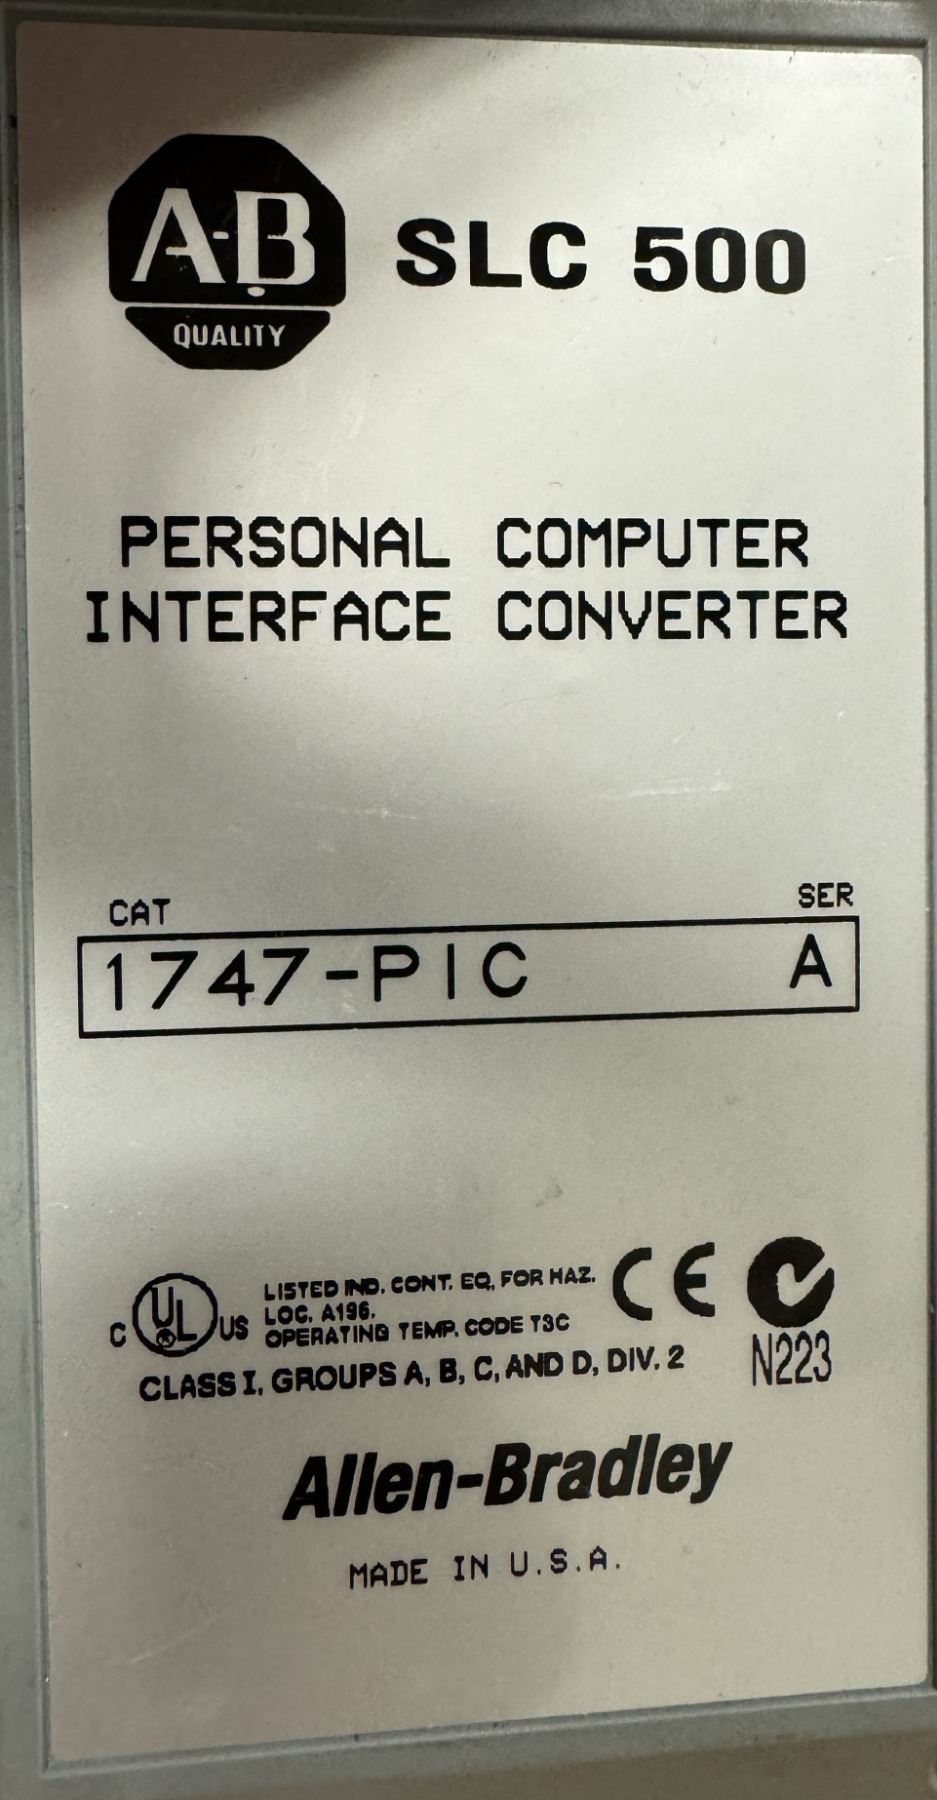 A-B
QUALITY
SLC 500
PERSONAL COMPUTER
INTERFACE CONVERTER
CAT
SER
1747-PIC A
C UL US
LISTED IND. CONT. EQ. FOR HAZ.
LOC. A196.
OPERATING TEMP. CODE T3C
CLASS I, GROUPS A, B, C, AND D, DIV. 2
CE
N223
Allen-Bradley
MADE IN U.S.A.